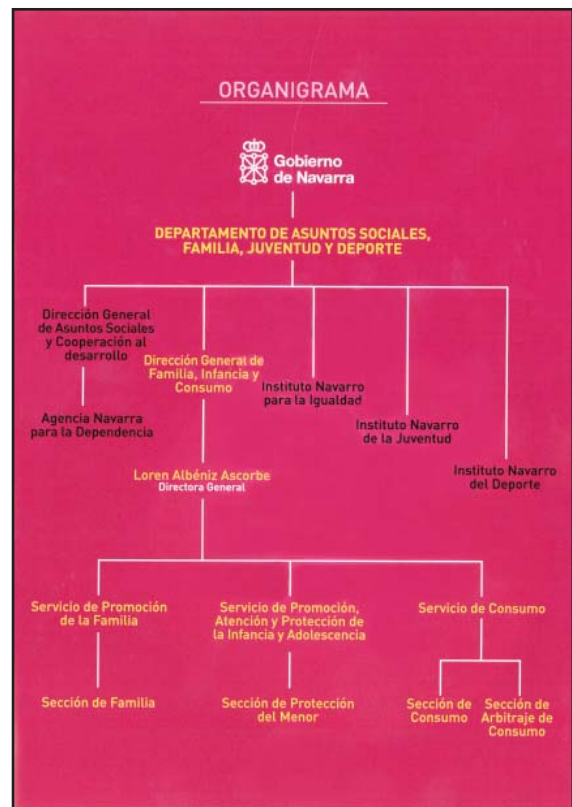 ORGANIGRAMA
Gobierno
de Navarra
DEPARTAMENTO DE ASUNTOS SOCIALES,
FAMILIA, JUVENTUD Y DEPORTE
Dirección General
de Asuntos Sociales
y Cooperación al
desarrollo
Dirección General de
Familia, Infancia y
Consumo
Instituto Navarro
para la Igualdad
Agencia Navarra
para la Dependencia
Instituto Navarro
de la Juventud
Instituto Navarro
del Deporte
Loren Albéniz Ascorbe
Directora General
Servicio de Promoción
de la Familia
Servicio de Promoción,
Atención y Protección de
la Infancia y Adolescencia
Servicio de Consumo
Sección de Familia
Sección de Protección
del Menor
Sección de
Consumo
Sección de
Arbitraje de
Consumo